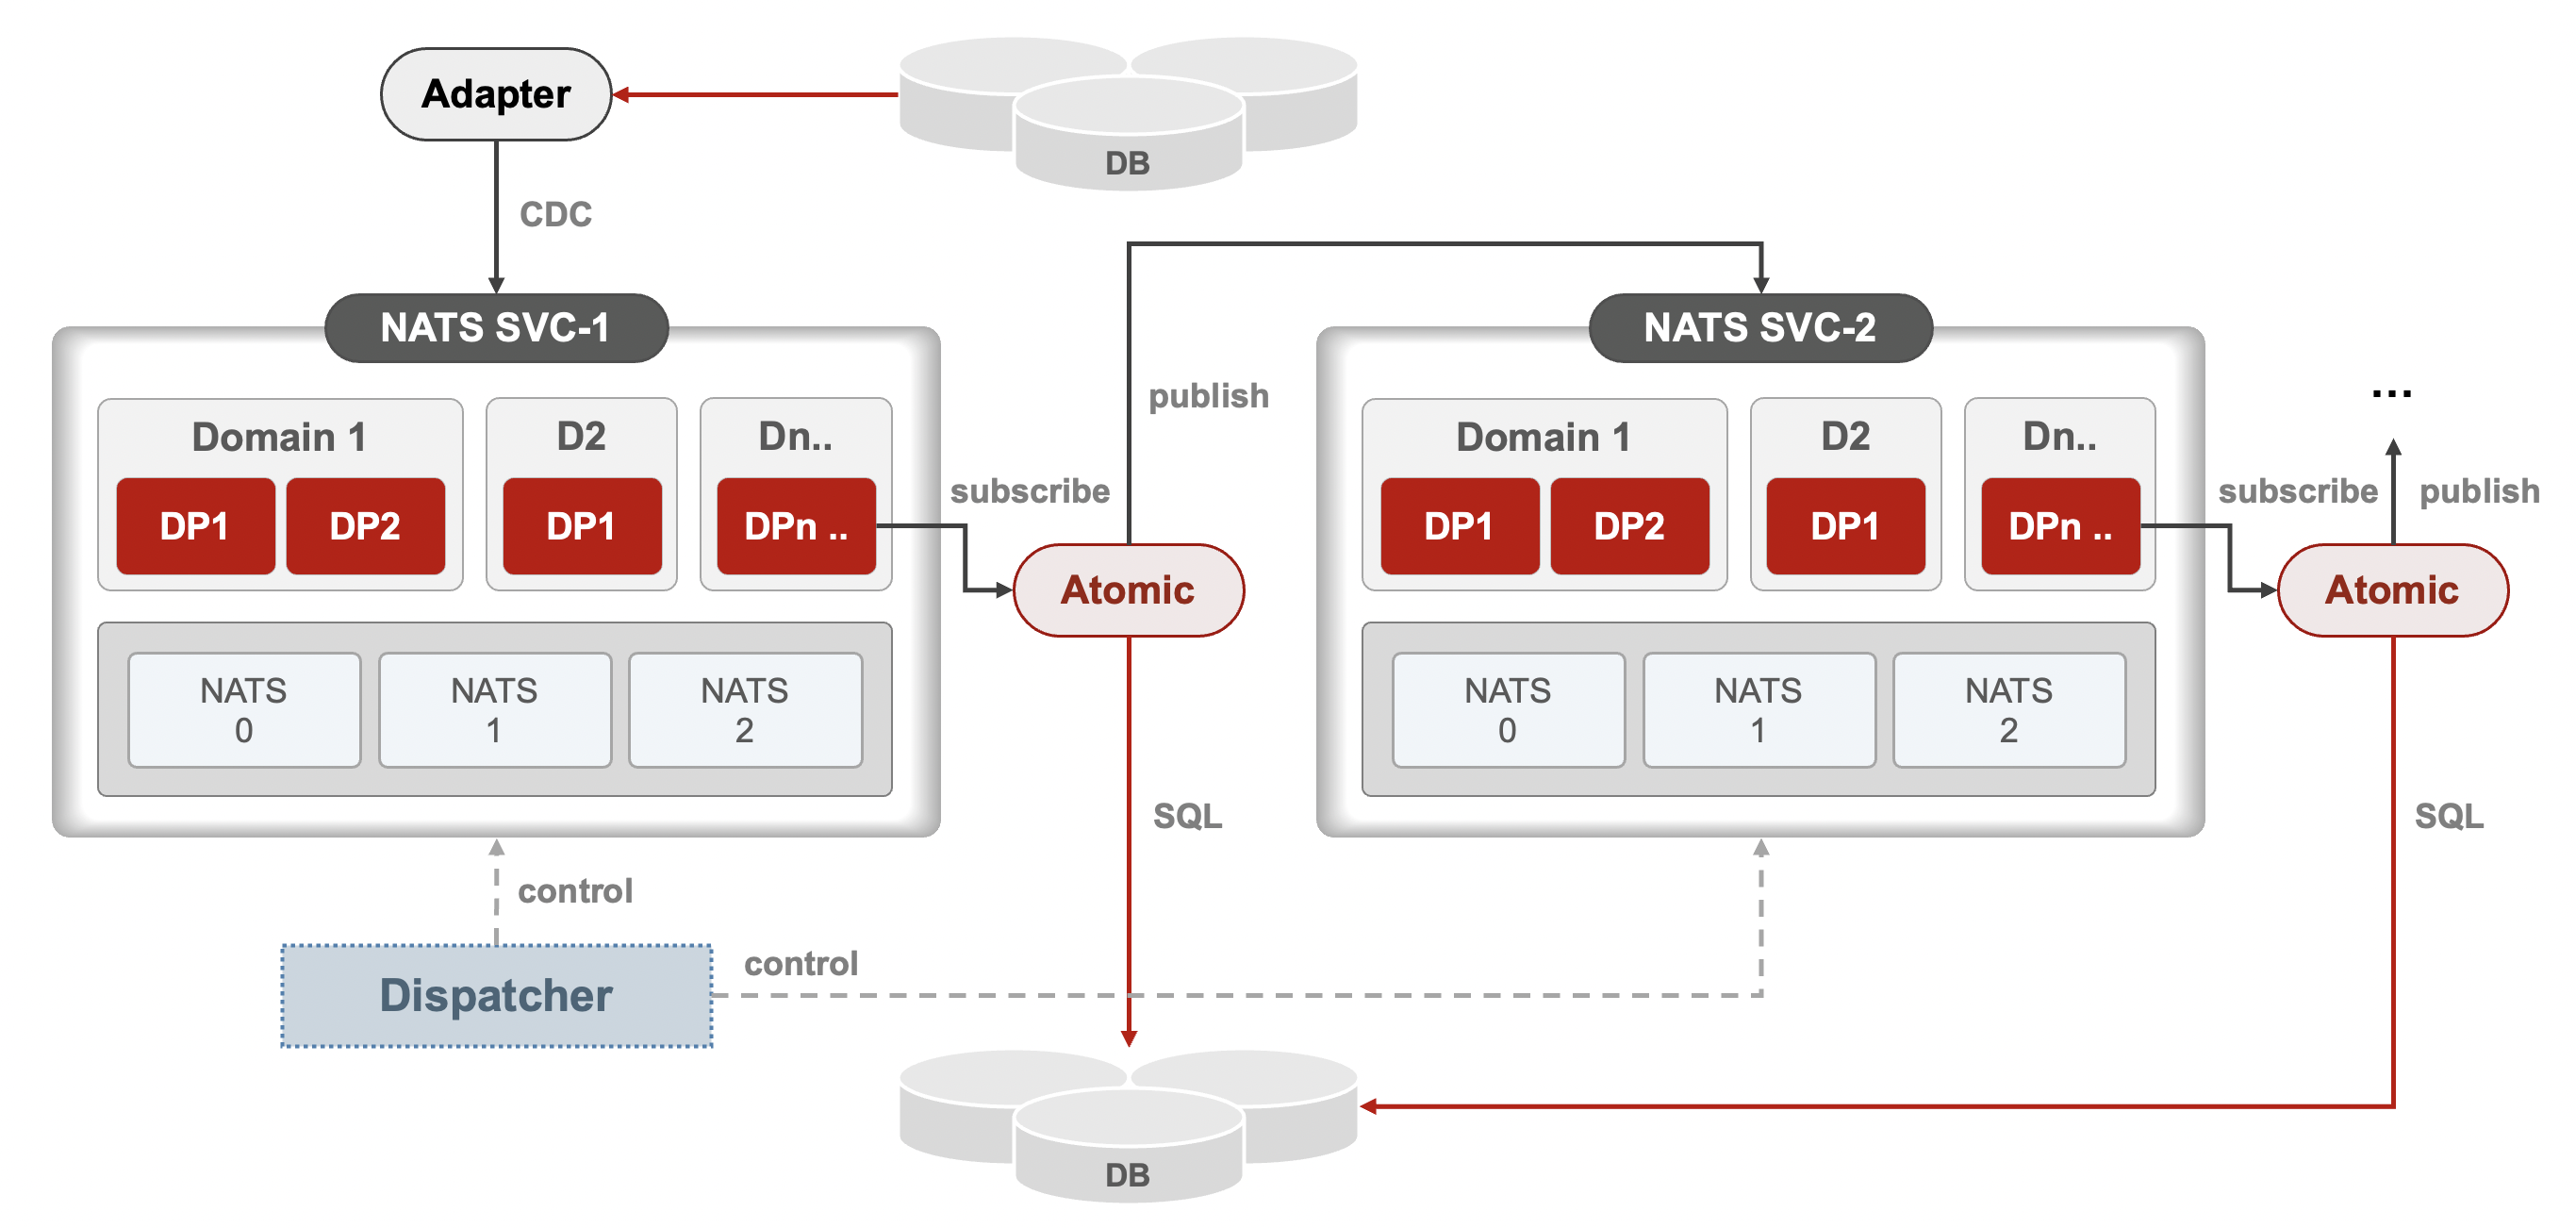 Adapter
DB
CDC
NATS SVC-1
NATS SVC-2
publish
...
Domain 1
D2
Dn..
DP1
DP2
DP1
DPn ..
subscribe
Atomic
Domain 1
D2
Dn..
DP1
DP2
DP1
DPn ..
subscribe
publish
Atomic
NATS
0
NATS
1
NATS
2
NATS
0
NATS
1
NATS
2
SQL
SQL
control
Dispatcher
control
DB